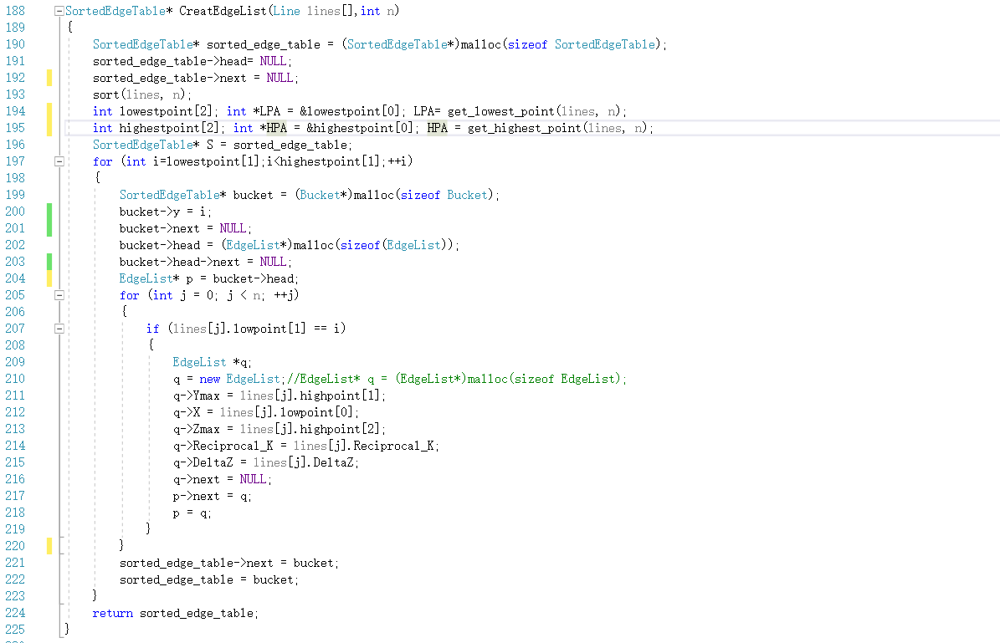 188 SortedEdgeTable* CreatEdgeList(Line lines[],int n)
189 {
190 SortedEdgeTable* sorted_edge_table = (SortedEdgeTable*)malloc(sizeof SortedEdgeTable);
191 sorted_edge_table->head= NULL;
192 sorted_edge_table->next = NULL;
193 sort(lines, n);
194 int lowestpoint[2]; int *LPA = &lowestpoint[0]; LPA= get_lowest_point(lines, n);
195 int highestpoint[2]; int *HPA = &highestpoint[0]; HPA = get_highest_point(lines, n);
196 SortedEdgeTable* S = sorted_edge_table;
197 for (int i=lowestpoint[1];i<highestpoint[1];++i)
198 {
199 SortedEdgeTable* bucket = (Bucket*)malloc(sizeof Bucket);
200 bucket->y = i;
201 bucket->next = NULL;
202 bucket->head = (EdgeList*)malloc(sizeof(EdgeList));
203 bucket->head->next = NULL;
204 EdgeList* p = bucket->head;
205 for (int j = 0; j < n; ++j)
206 {
207 if (lines[j].lowpoint[1] == i)
208 {
209 EdgeList *q;
210 q = new EdgeList;//EdgeList* q = (EdgeList*)malloc(sizeof EdgeList);
211 q->Ymax = lines[j].highpoint[1];
212 q->X = lines[j].lowpoint[0];
213 q->Zmax = lines[j].highpoint[2];
214 q->Reciprocal_K = lines[j].Reciprocal_K;
215 q->DeltaZ = lines[j].DeltaZ;
216 q->next = NULL;
217 p->next = q;
218 p = q;
219 }
220 }
221 sorted_edge_table->next = bucket;
222 sorted_edge_table = bucket;
223 }
224 return sorted_edge_table;
225 }